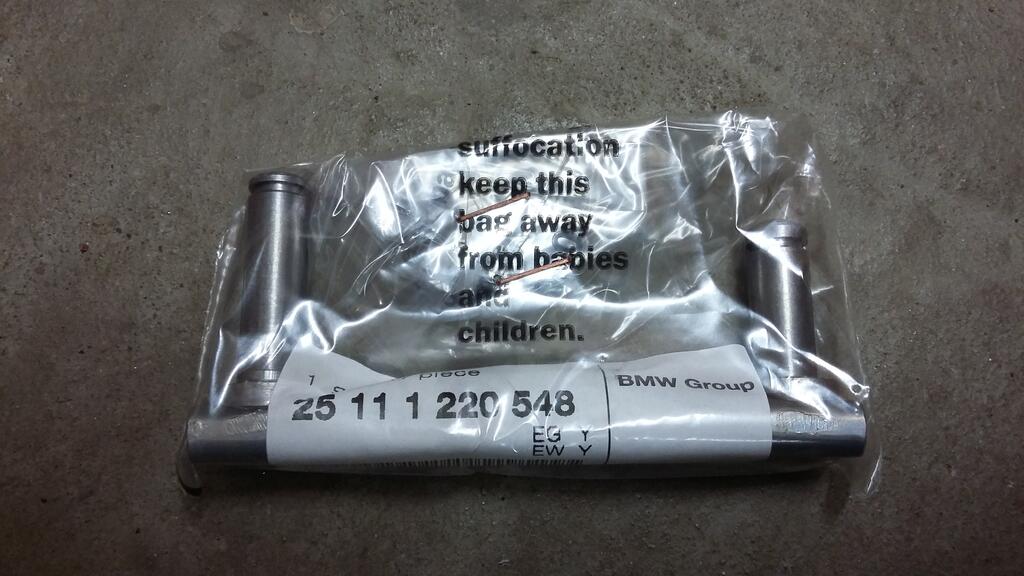 suffocation
keep this
bag away
from babies
and
children.
1 piece
25 11 1 220 548
BMW Group
EG Y
EW Y